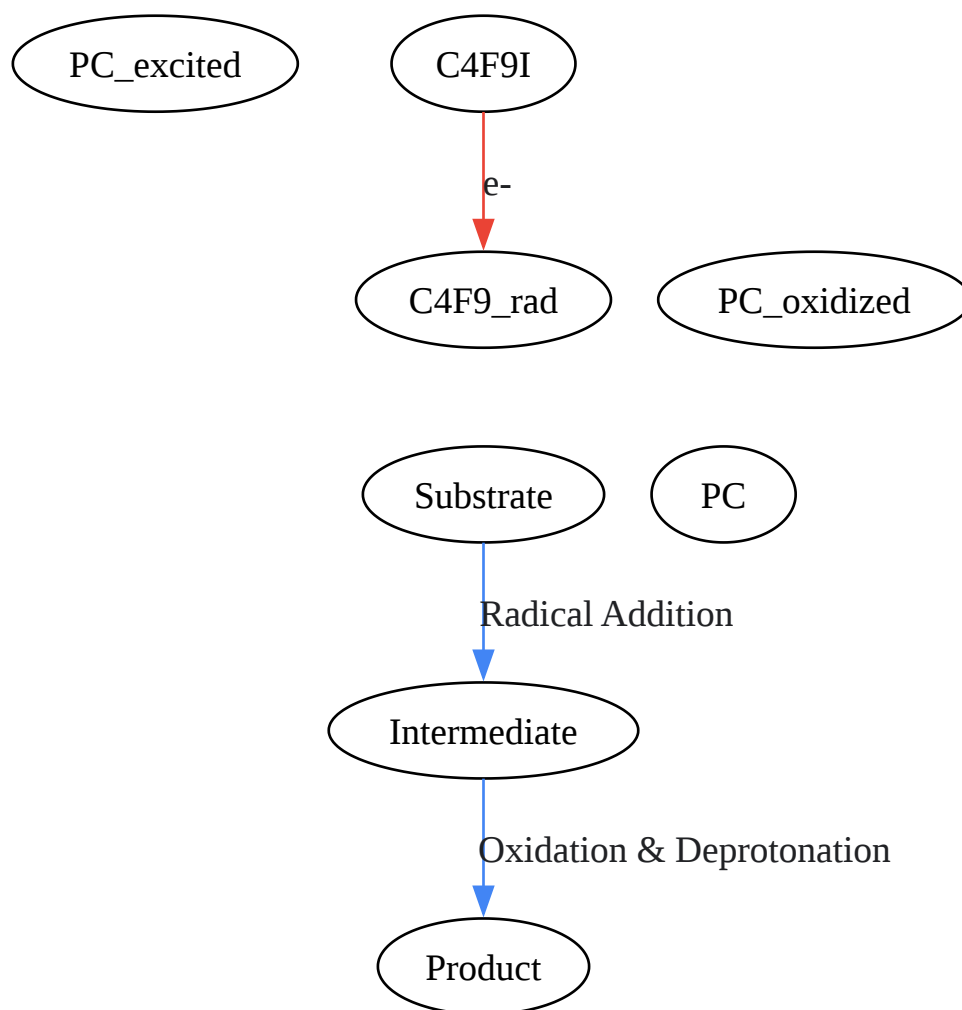 PC_excited
C4F9I
e-
C4F9_rad
PC_oxidized
Substrate
PC
Radical Addition
Intermediate
Oxidation & Deprotonation
Product